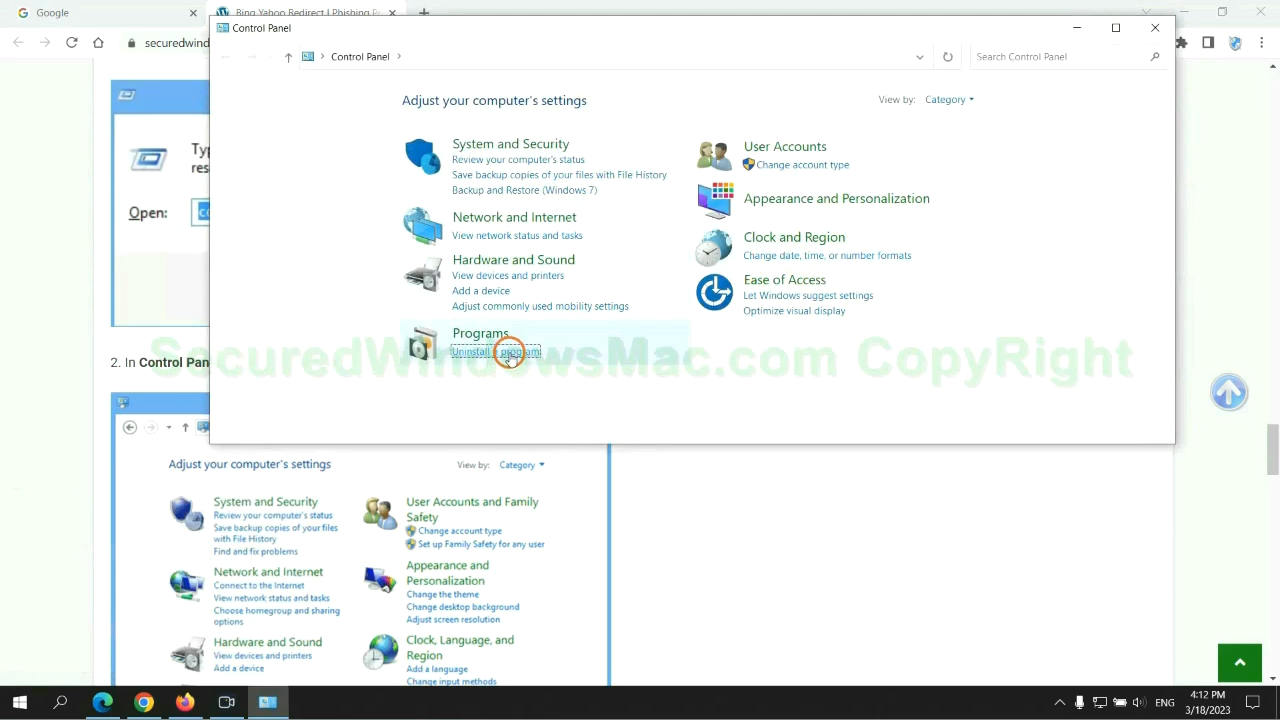 Google
Bing Yahoo Redirect | Phishing P
securedwind
Control Panel
Control Panel
Search Control Panel
Adjust your computer's settings
View by: Category
System and Security
Review your computer's status
Save backup copies of your files with File History
Backup and Restore (Windows 7)
Network and Internet
View network status and tasks
Hardware and Sound
View devices and printers
Add a device
Adjust commonly used mobility settings
Programs
Uninstall a program
User Accounts
Change account type
Appearance and Personalization
Clock and Region
Change date, time, or number formats
Ease of Access
Let Windows suggest settings
Optimize visual display
SecuredWindowsMac.com CopyRight
Ty
res
Open: co
2. In Control Pan
Adjust your computer's settings
View by: Category
System and Security
Review your computer's status
Save backup copies of your files
with File History
Find and fix problems
Network and Internet
Connect to the Internet
View network status and tasks
Choose homegroup and sharing
options
Hardware and Sound
View devices and printers
Add a device
User Accounts and Family
Safety
Change account type
Set up Family Safety for any user
Appearance and
Personalization
Change the theme
Change desktop background
Adjust screen resolution
Clock, Language, and
Region
Add a language
Change input methods
ENG
4:12 PM
3/18/2023